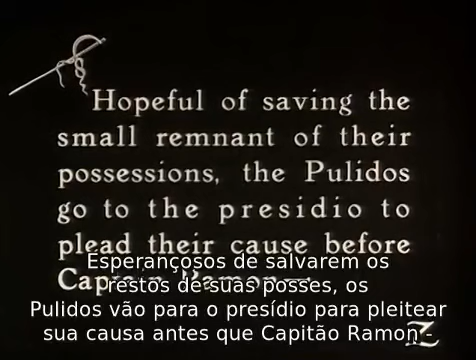 Hopeful of saving the
small remnant of their
possessions, the Pulidos
go to the presidio to
plead their cause before
Captain Ramon—
Esperançosos de salvarem os
restos de suas posses, os
Pulidos vão para o presídio para pleitear
sua causa antes que Capitão Ramon-
Z